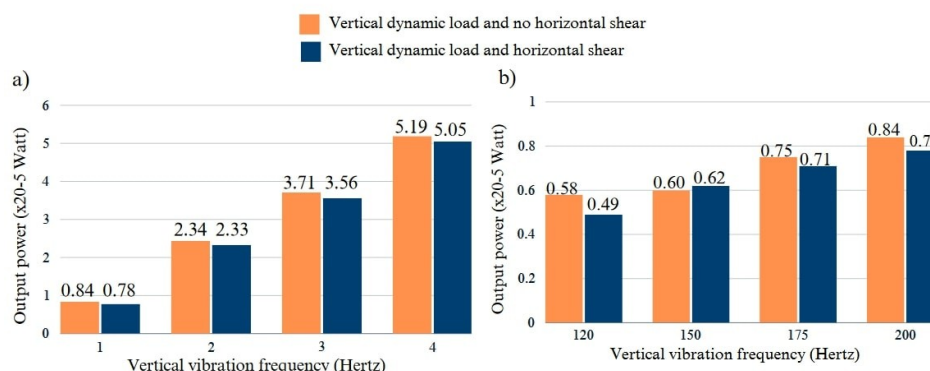 Vertical dynamic load and no horizontal shear
Vertical dynamic load and horizontal shear
a)
Output power (x20-5 Watt)
6
5
4
3
2
1
0
0.84 0.78
2.34 2.33
3.71 3.56
5.19 5.05
1 2 3 4
Vertical vibration frequency (Hertz)
b)
Output power (x20-5 Watt)
1
0.8
0.6
0.4
0.2
0
0.58 0.49
0.60 0.62
0.75 0.71
0.84
120 150 175 200
Vertical vibration frequency (Hertz)